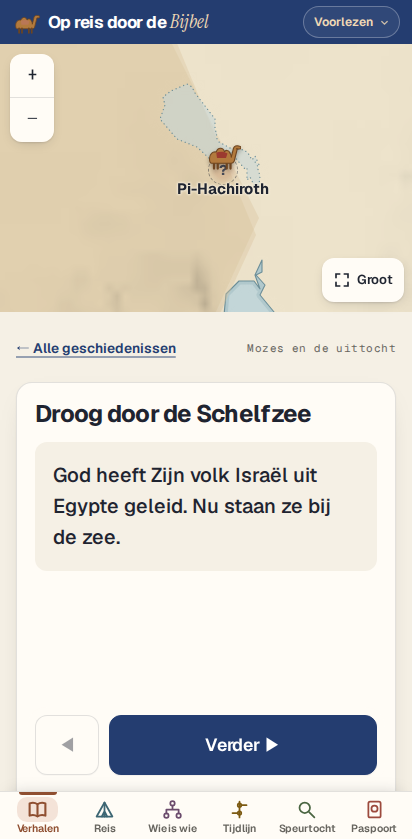 Op reis door de Bijbel
Voorlezen
+
−
?
Pi-Hachiroth
Groot
← Alle geschiedenissen
Mozes en de uittocht
Droog door de Schelfzee
God heeft Zijn volk Israël uit
Egypte geleid. Nu staan ze bij
de zee.
◀
Verder ▶
Verhalen
Reis
Wie is wie
Tijdlijn
Speurtocht
Paspoort